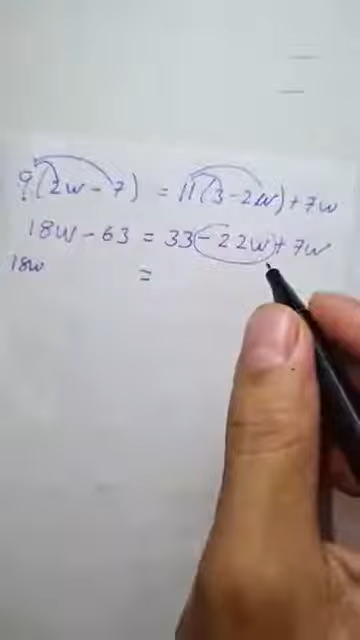 9(2w-7) = 11(3-2w)+7w
18w-63 = 33-22w+7w
18w =